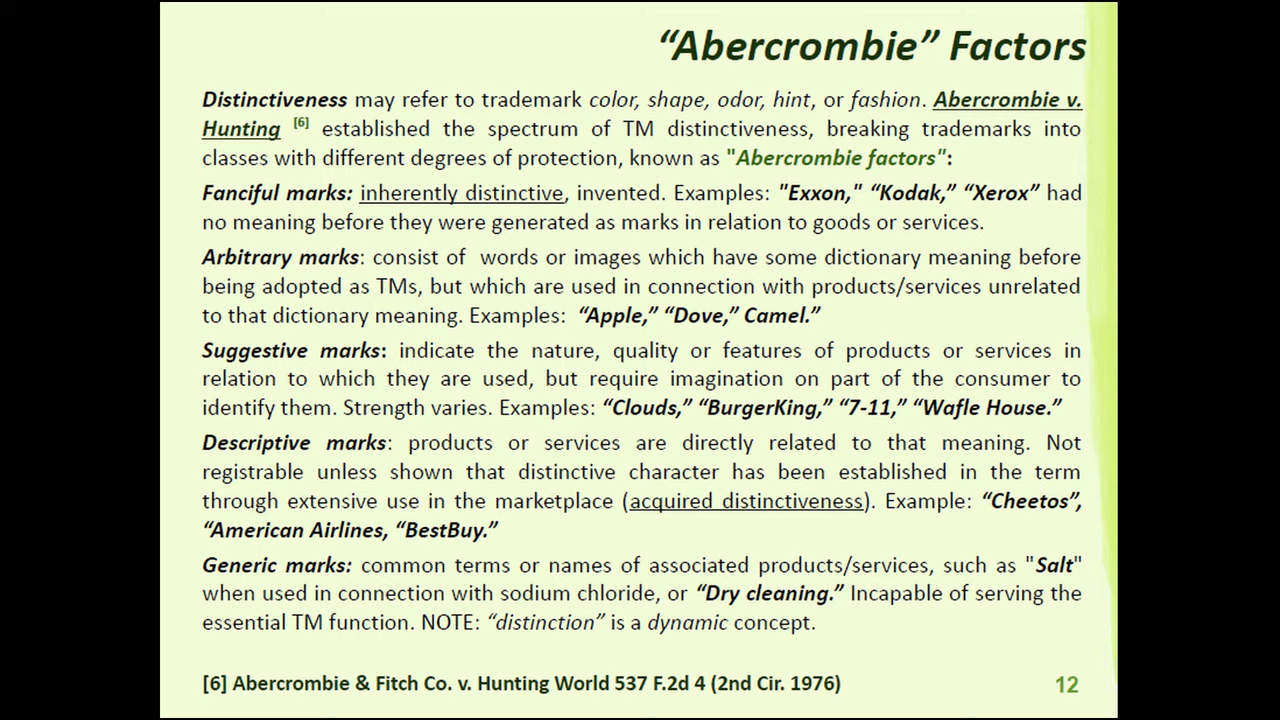 “Abercrombie” Factors
Distinctiveness may refer to trademark color, shape, odor, hint, or fashion. Abercrombie v.
Hunting [6] established the spectrum of TM distinctiveness, breaking trademarks into
classes with different degrees of protection, known as "Abercrombie factors":
Fanciful marks: inherently distinctive, invented. Examples: "Exxon," “Kodak,” “Xerox” had
no meaning before they were generated as marks in relation to goods or services.
Arbitrary marks: consist of words or images which have some dictionary meaning before
being adopted as TMs, but which are used in connection with products/services unrelated
to that dictionary meaning. Examples: “Apple,” “Dove,” Camel.”
Suggestive marks: indicate the nature, quality or features of products or services in
relation to which they are used, but require imagination on part of the consumer to
identify them. Strength varies. Examples: “Clouds,” “BurgerKing,” “7-11,” “Wafle House.”
Descriptive marks: products or services are directly related to that meaning. Not
registrable unless shown that distinctive character has been established in the term
through extensive use in the marketplace (acquired distinctiveness). Example: “Cheetos”,
“American Airlines, “BestBuy.”
Generic marks: common terms or names of associated products/services, such as "Salt"
when used in connection with sodium chloride, or “Dry cleaning.” Incapable of serving the
essential TM function. NOTE: “distinction” is a dynamic concept.
[6] Abercrombie & Fitch Co. v. Hunting World 537 F.2d 4 (2nd Cir. 1976)
12